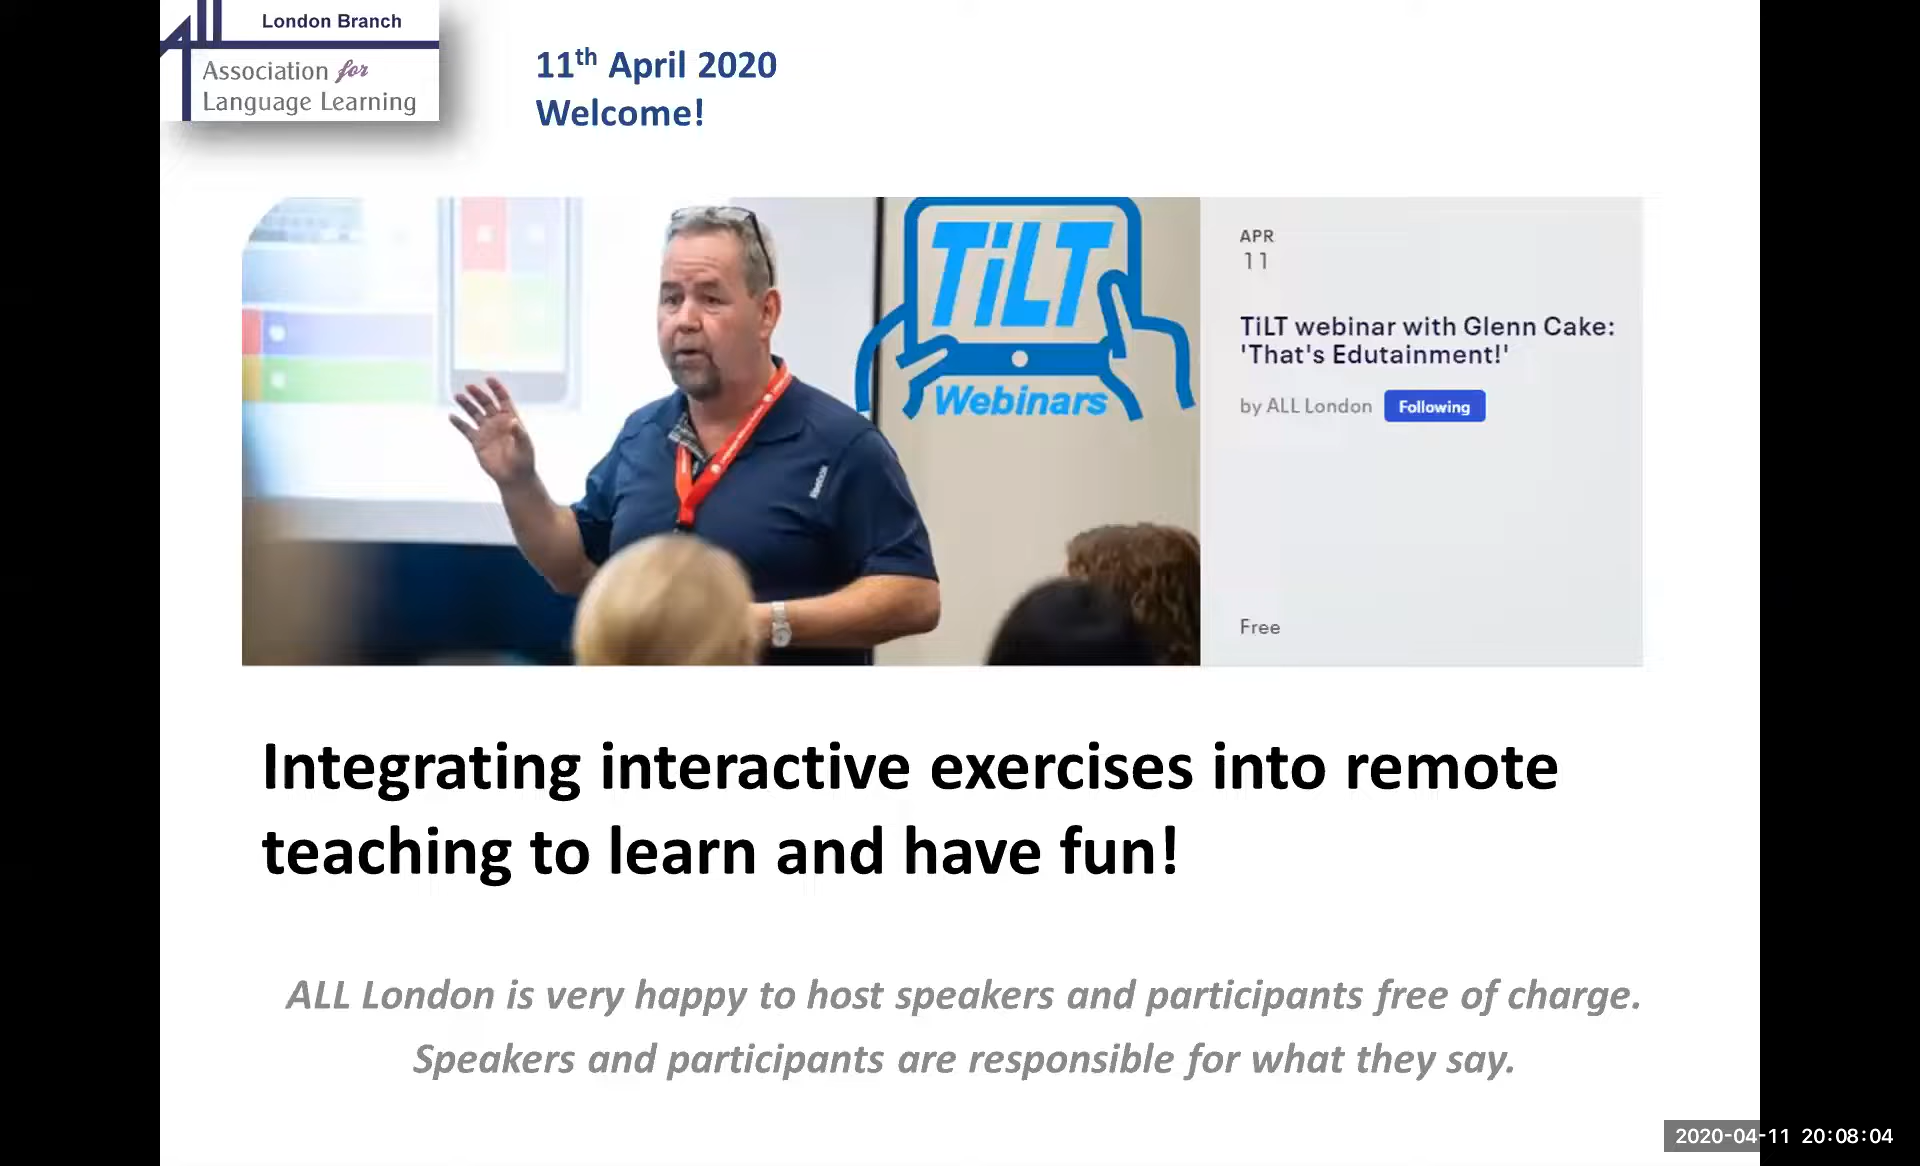 London Branch
Association for
Language Learning
11th April 2020
Welcome!
TiLT
Webinars
Reebok
APR
11
TiLT webinar with Glenn Cake:
'That's Edutainment!'
by ALL London Following
Free
Integrating interactive exercises into remote
teaching to learn and have fun!
ALL London is very happy to host speakers and participants free of charge.
Speakers and participants are responsible for what they say.
2020-04-11 20:08:04